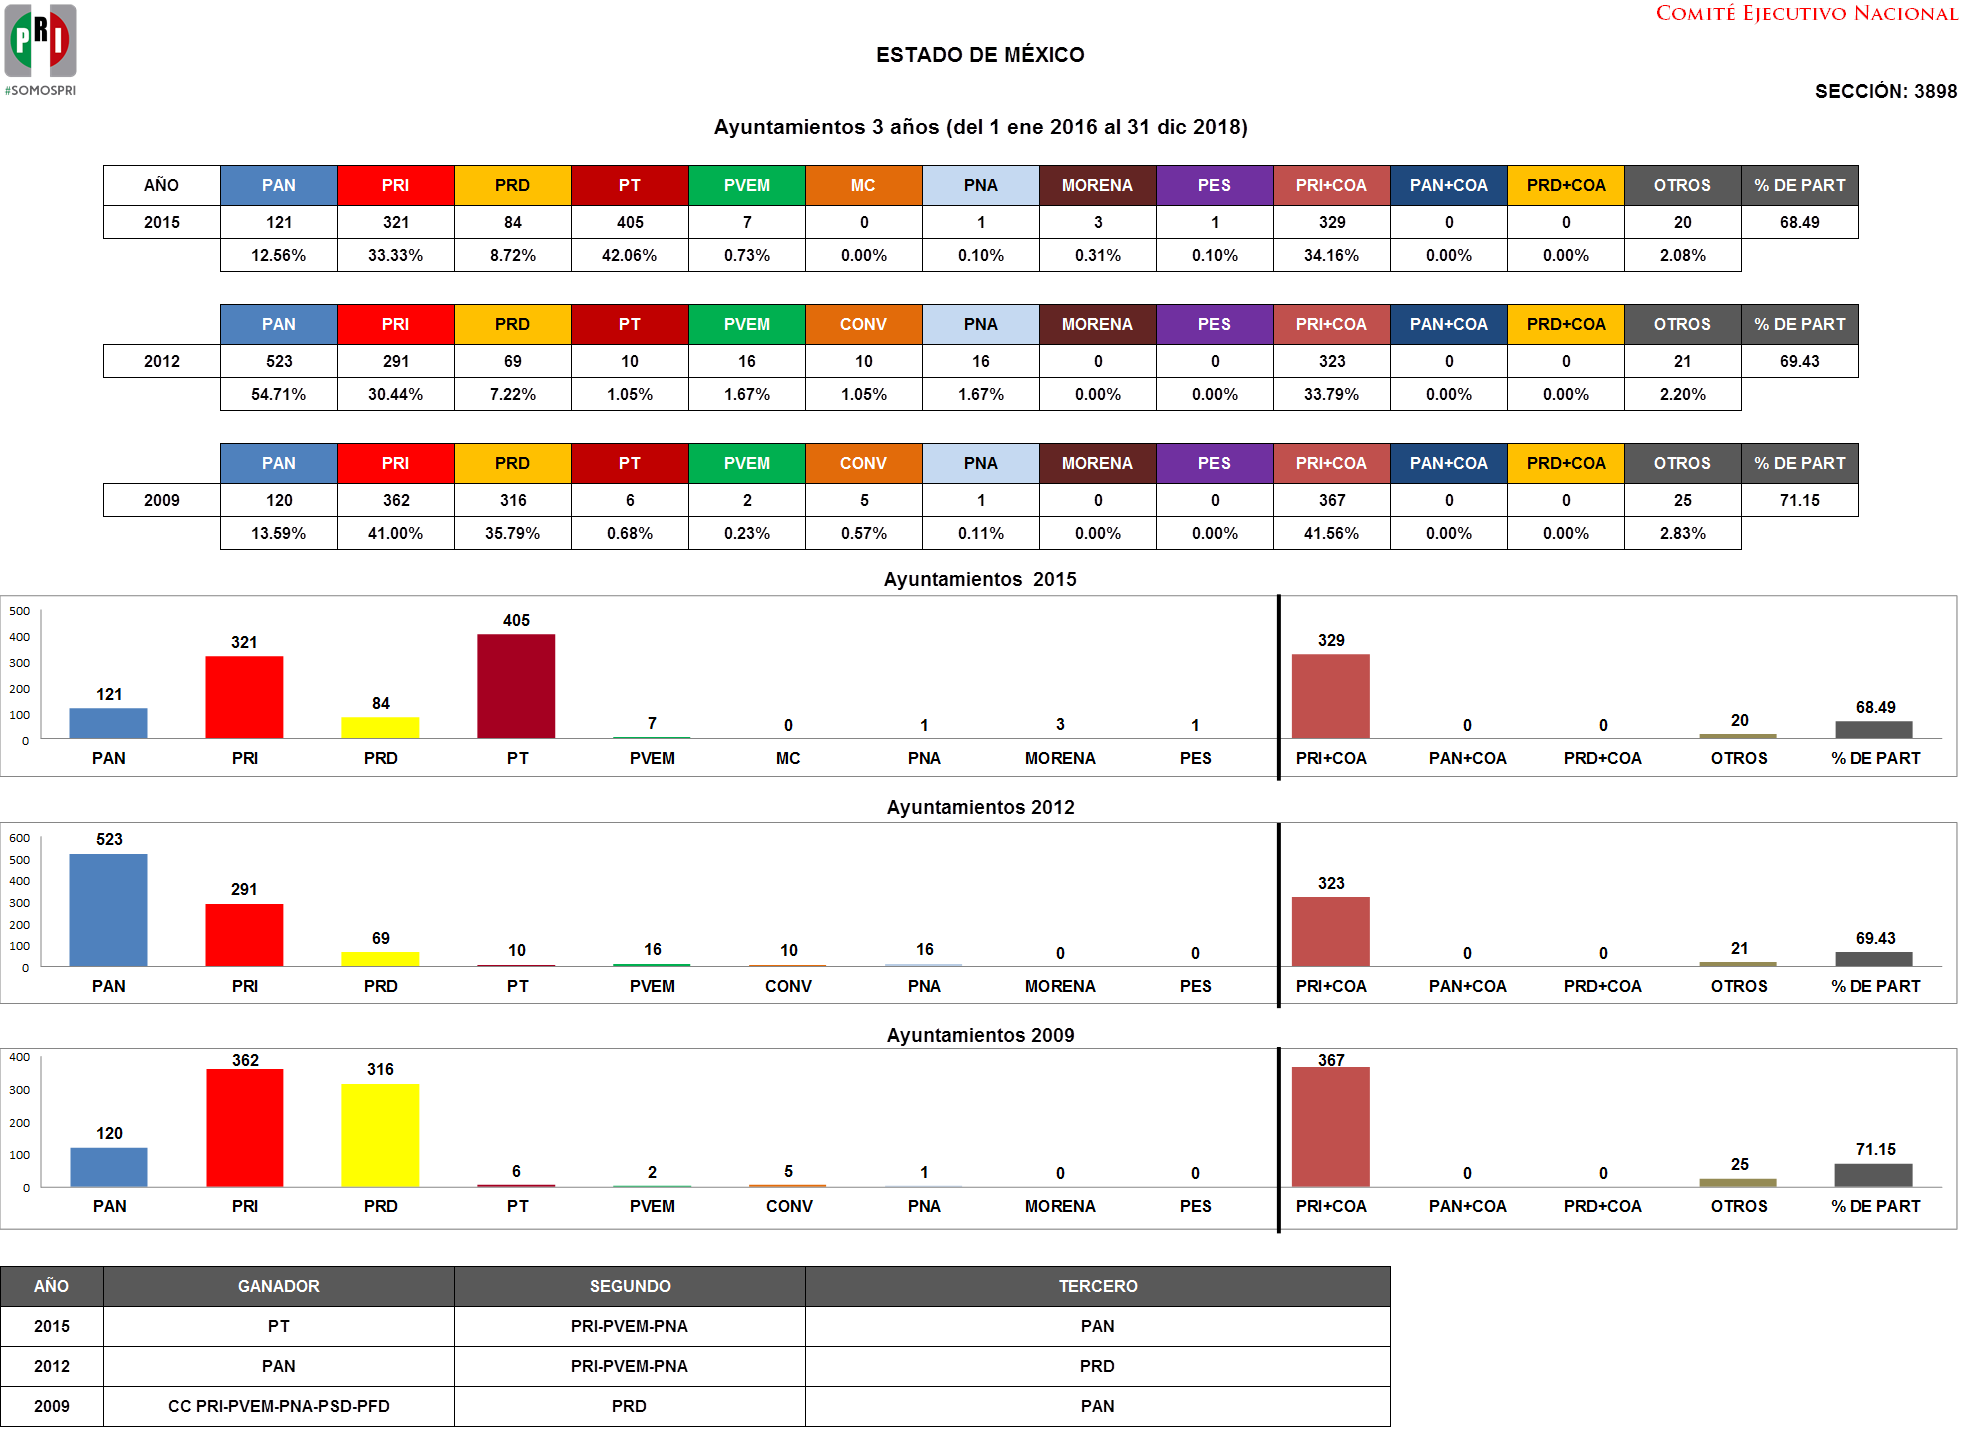 PRI
#SOMOSPRI
COMITÉ EJECUTIVO NACIONAL
ESTADO DE MÉXICO
SECCIÓN: 3898
Ayuntamientos 3 años (del 1 ene 2016 al 31 dic 2018)
AÑO PAN PRI PRD PT PVEM MC PNA MORENA PES PRI+COA PAN+COA PRD+COA OTROS % DE PART
2015 121 321 84 405 7 0 1 3 1 329 0 0 20 68.49
12.56% 33.33% 8.72% 42.06% 0.73% 0.00% 0.10% 0.31% 0.10% 34.16% 0.00% 0.00% 2.08%
PAN PRI PRD PT PVEM CONV PNA MORENA PES PRI+COA PAN+COA PRD+COA OTROS % DE PART
2012 523 291 69 10 16 10 16 0 0 323 0 0 21 69.43
54.71% 30.44% 7.22% 1.05% 1.67% 1.05% 1.67% 0.00% 0.00% 33.79% 0.00% 0.00% 2.20%
PAN PRI PRD PT PVEM CONV PNA MORENA PES PRI+COA PAN+COA PRD+COA OTROS % DE PART
2009 120 362 316 6 2 5 1 0 0 367 0 0 25 71.15
13.59% 41.00% 35.79% 0.68% 0.23% 0.57% 0.11% 0.00% 0.00% 41.56% 0.00% 0.00% 2.83%
Ayuntamientos 2015
500
400
300
200
100
0
121 321 84 405 7 0 1 3 1 329 0 0 20 68.49
PAN PRI PRD PT PVEM MC PNA MORENA PES PRI+COA PAN+COA PRD+COA OTROS % DE PART
Ayuntamientos 2012
600
500
400
300
200
100
0
523 291 69 10 16 10 16 0 0 323 0 0 21 69.43
PAN PRI PRD PT PVEM CONV PNA MORENA PES PRI+COA PAN+COA PRD+COA OTROS % DE PART
Ayuntamientos 2009
400
300
200
100
0
120 362 316 6 2 5 1 0 0 367 0 0 25 71.15
PAN PRI PRD PT PVEM CONV PNA MORENA PES PRI+COA PAN+COA PRD+COA OTROS % DE PART
AÑO GANADOR SEGUNDO TERCERO
2015 PT PRI-PVEM-PNA PAN
2012 PAN PRI-PVEM-PNA PRD
2009 CC PRI-PVEM-PNA-PSD-PFD PRD PAN